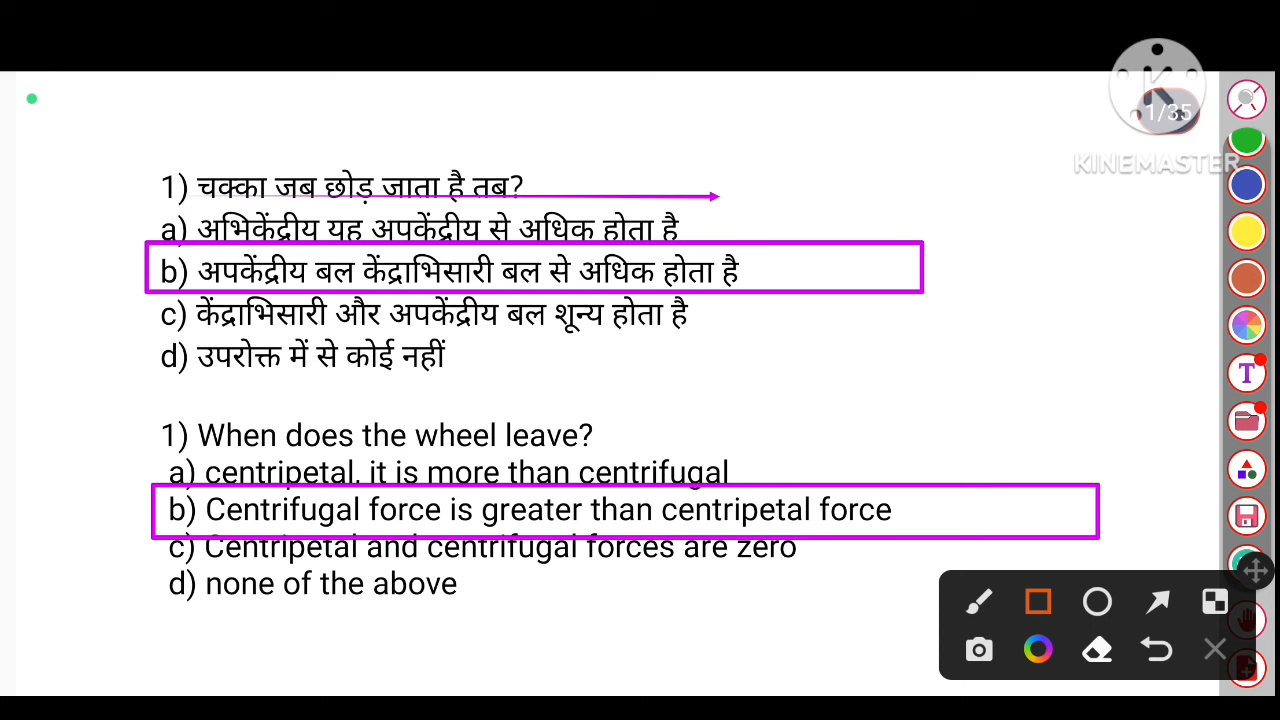 1/35
KINEMASTER
1) चक्का जब छोड़ जाता है तब?
a) अभिकेंद्रीय यह अपकेंद्रीय से अधिक होता है
b) अपकेंद्रीय बल केंद्राभिसारी बल से अधिक होता है
c) केंद्राभिसारी और अपकेंद्रीय बल शून्य होता है
d) उपरोक्त में से कोई नहीं
1) When does the wheel leave?
a) centripetal, it is more than centrifugal
b) Centrifugal force is greater than centripetal force
c) Centripetal and centrifugal forces are zero
d) none of the above
T